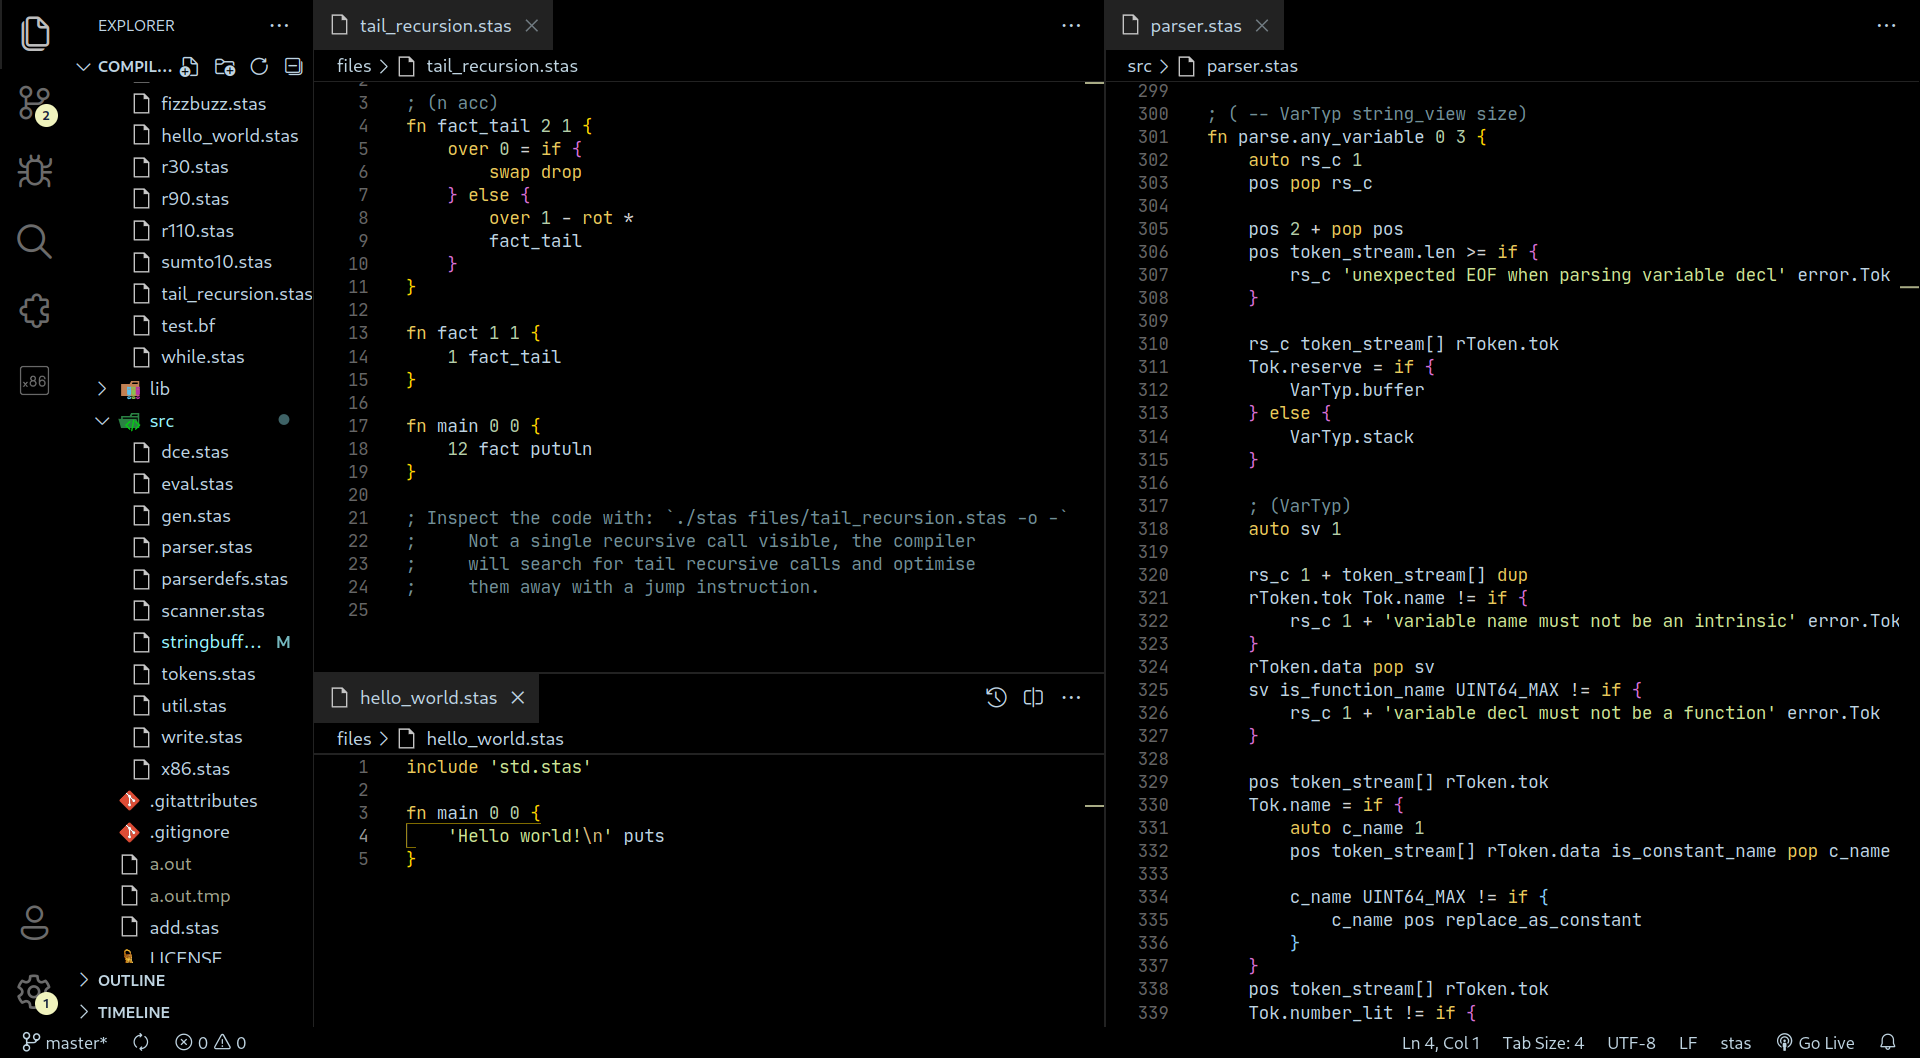 EXPLORER
COMPIL...
fizzbuzz.stas
hello_world.stas
r30.stas
r90.stas
r110.stas
sumto10.stas
tail_recursion.stas
test.bf
while.stas
x86
lib
src
dce.stas
eval.stas
gen.stas
parser.stas
parserdefs.stas
scanner.stas
stringbuff... M
tokens.stas
util.stas
write.stas
x86.stas
.gitattributes
.gitignore
a.out
a.out.tmp
add.stas
LICENSE
OUTLINE
TIMELINE
2
1
tail_recursion.stas
files > tail_recursion.stas
3 ; (n acc)
4 fn fact_tail 2 1 {
5     over 0 = if {
6         swap drop
7     } else {
8         over 1 - rot *
9         fact_tail
10     }
11 }
12
13 fn fact 1 1 {
14     1 fact_tail
15 }
16
17 fn main 0 0 {
18     12 fact putuln
19 }
20
21 ; Inspect the code with: `./stas files/tail_recursion.stas -o -`
22 ;     Not a single recursive call visible, the compiler
23 ;     will search for tail recursive calls and optimise
24 ;     them away with a jump instruction.
25
hello_world.stas
files > hello_world.stas
1 include 'std.stas'
2
3 fn main 0 0 {
4     'Hello world!\n' puts
5 }
parser.stas
src > parser.stas
299
300 ; ( -- VarTyp string_view size)
301 fn parse.any_variable 0 3 {
302     auto rs_c 1
303     pos pop rs_c
304
305     pos 2 + pop pos
306     pos token_stream.len >= if {
307         rs_c 'unexpected EOF when parsing variable decl' error.Tok
308     }
309
310     rs_c token_stream[] rToken.tok
311     Tok.reserve = if {
312         VarTyp.buffer
313     } else {
314         VarTyp.stack
315     }
316
317     ; (VarTyp)
318     auto sv 1
319
320     rs_c 1 + token_stream[] dup
321     rToken.tok Tok.name != if {
322         rs_c 1 + 'variable name must not be an intrinsic' error.Tok
323     }
324     rToken.data pop sv
325     sv is_function_name UINT64_MAX != if {
326         rs_c 1 + 'variable decl must not be a function' error.Tok
327     }
328
329     pos token_stream[] rToken.tok
330     Tok.name = if {
331         auto c_name 1
332         pos token_stream[] rToken.data is_constant_name pop c_name
333
334         c_name UINT64_MAX != if {
335             c_name pos replace_as_constant
336         }
337     }
338     pos token_stream[] rToken.tok
339     Tok.number_lit != if {
master* 0 0 Ln 4, Col 1 Tab Size: 4 UTF-8 LF stas Go Live